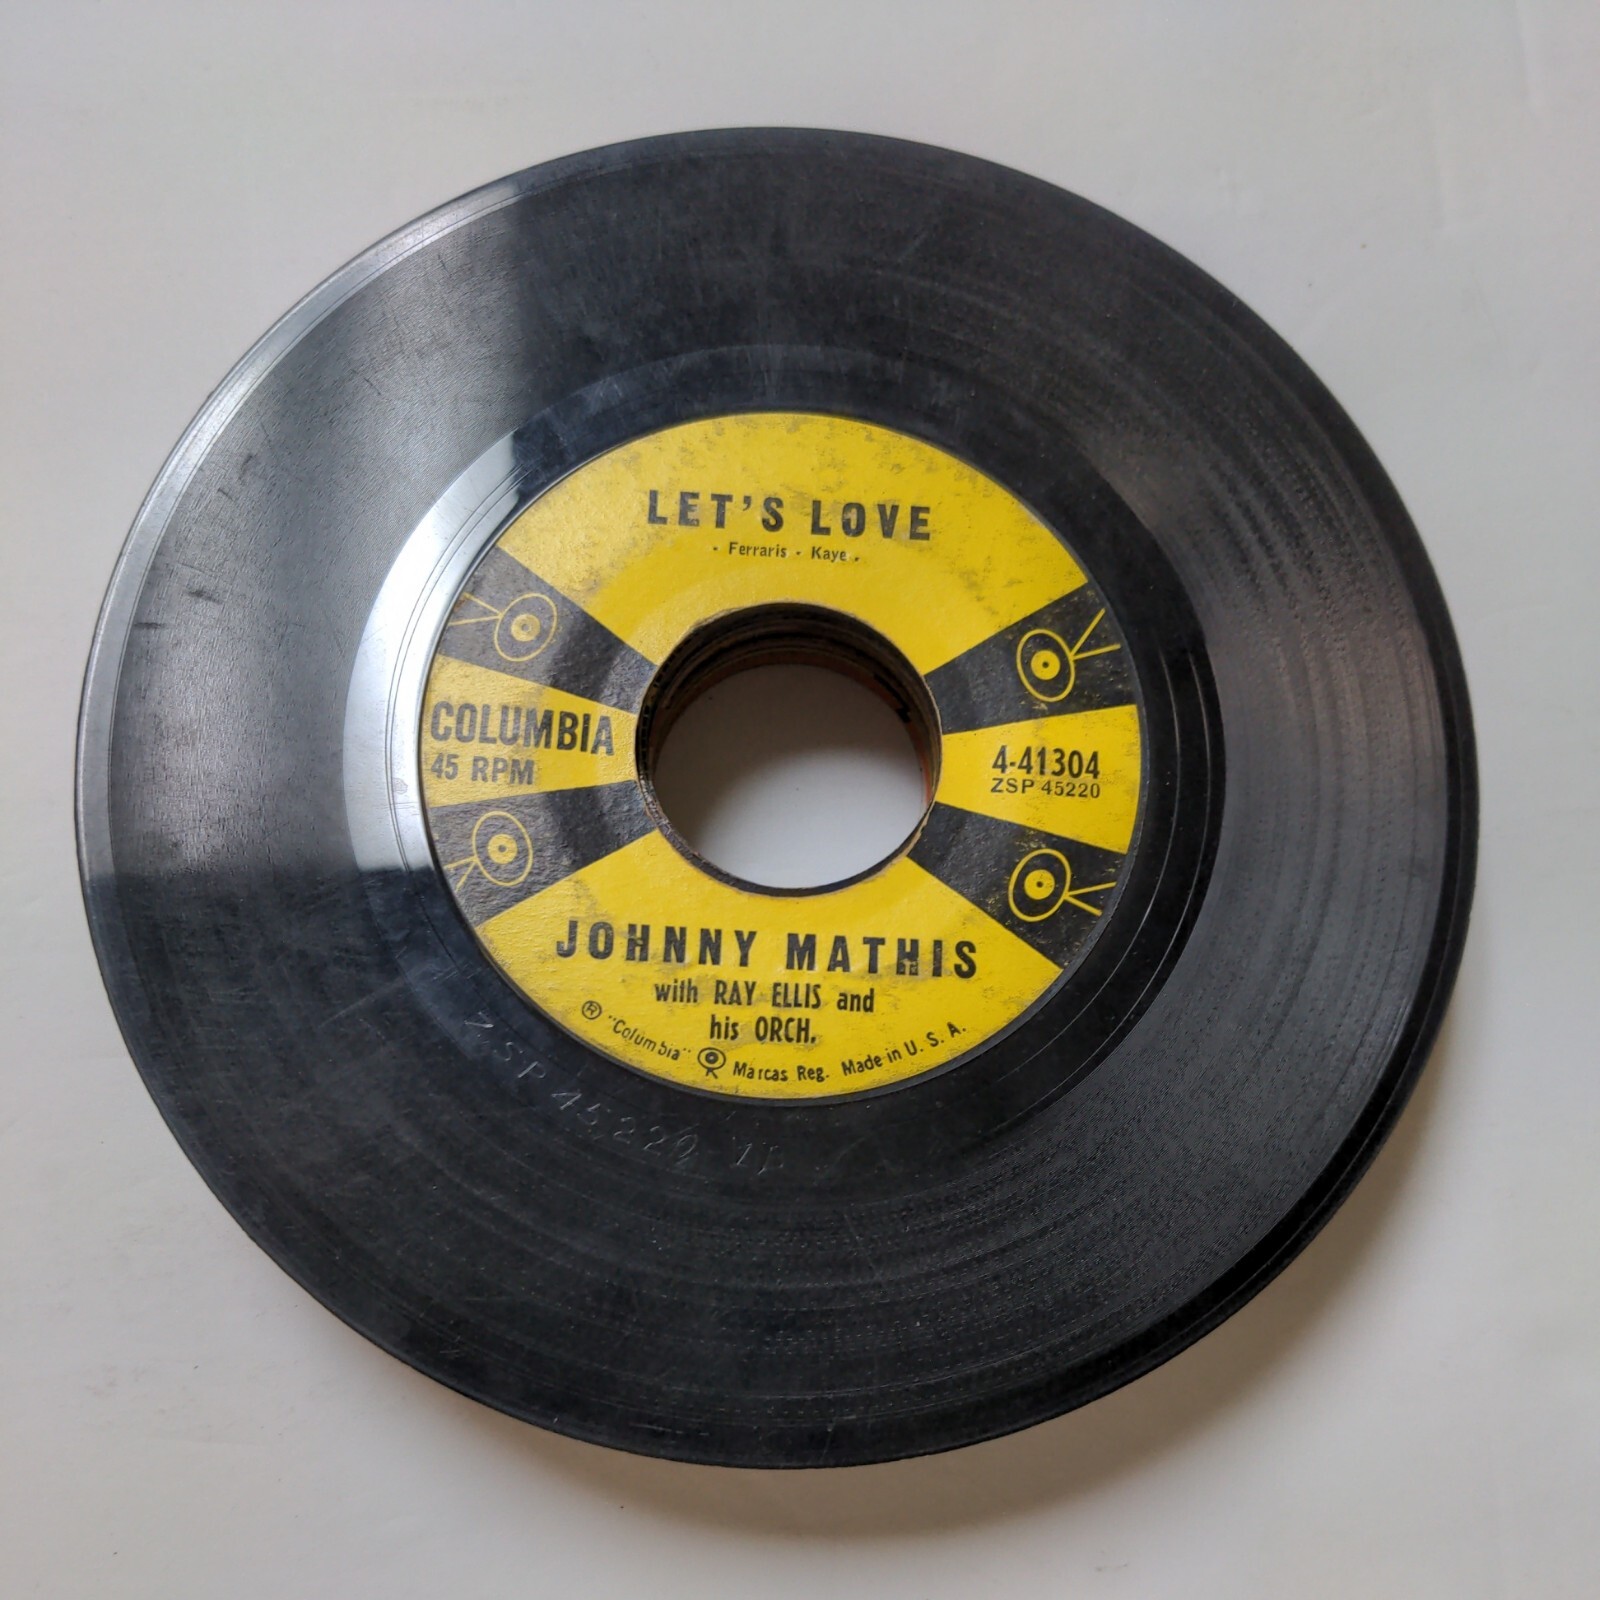 LET'S LOVE
• Ferraris • Kaye •
COLUMBIA
45 RPM
4-41304
ZSP 45220
JOHNNY MATHIS
with RAY ELLIS and
his ORCH.
® "Columbia" Marcas Reg. Made in U. S. A.
ZSP 45220